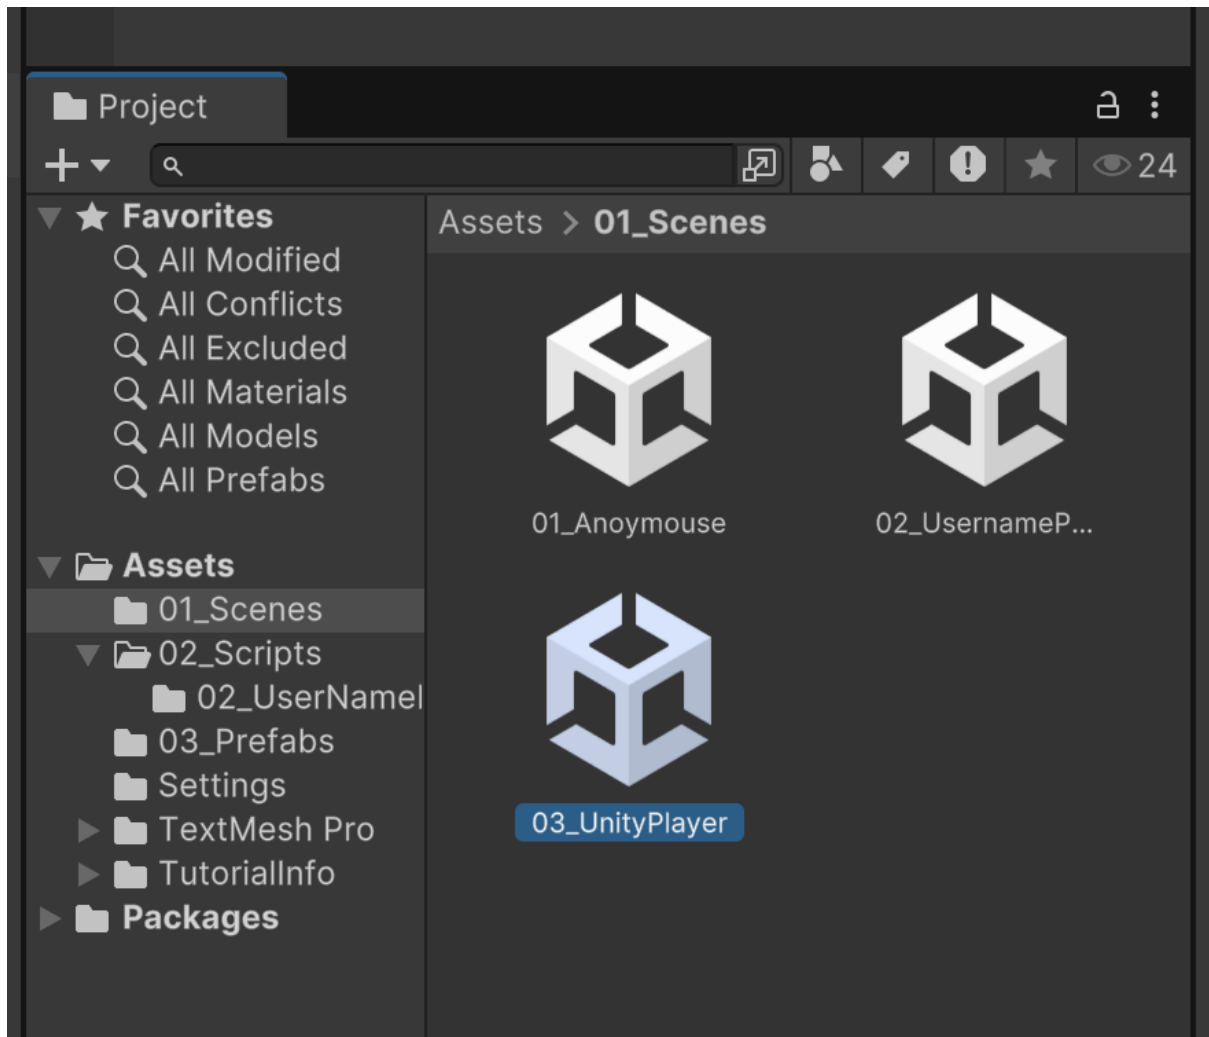 Project
24
Favorites
All Modified
All Conflicts
All Excluded
All Materials
All Models
All Prefabs
Assets
01_Scenes
02_Scripts
02_UserNameI
03_Prefabs
Settings
TextMesh Pro
TutorialInfo
Packages
Assets > 01_Scenes
01_Anoymouse
02_UsernameP...
03_UnityPlayer